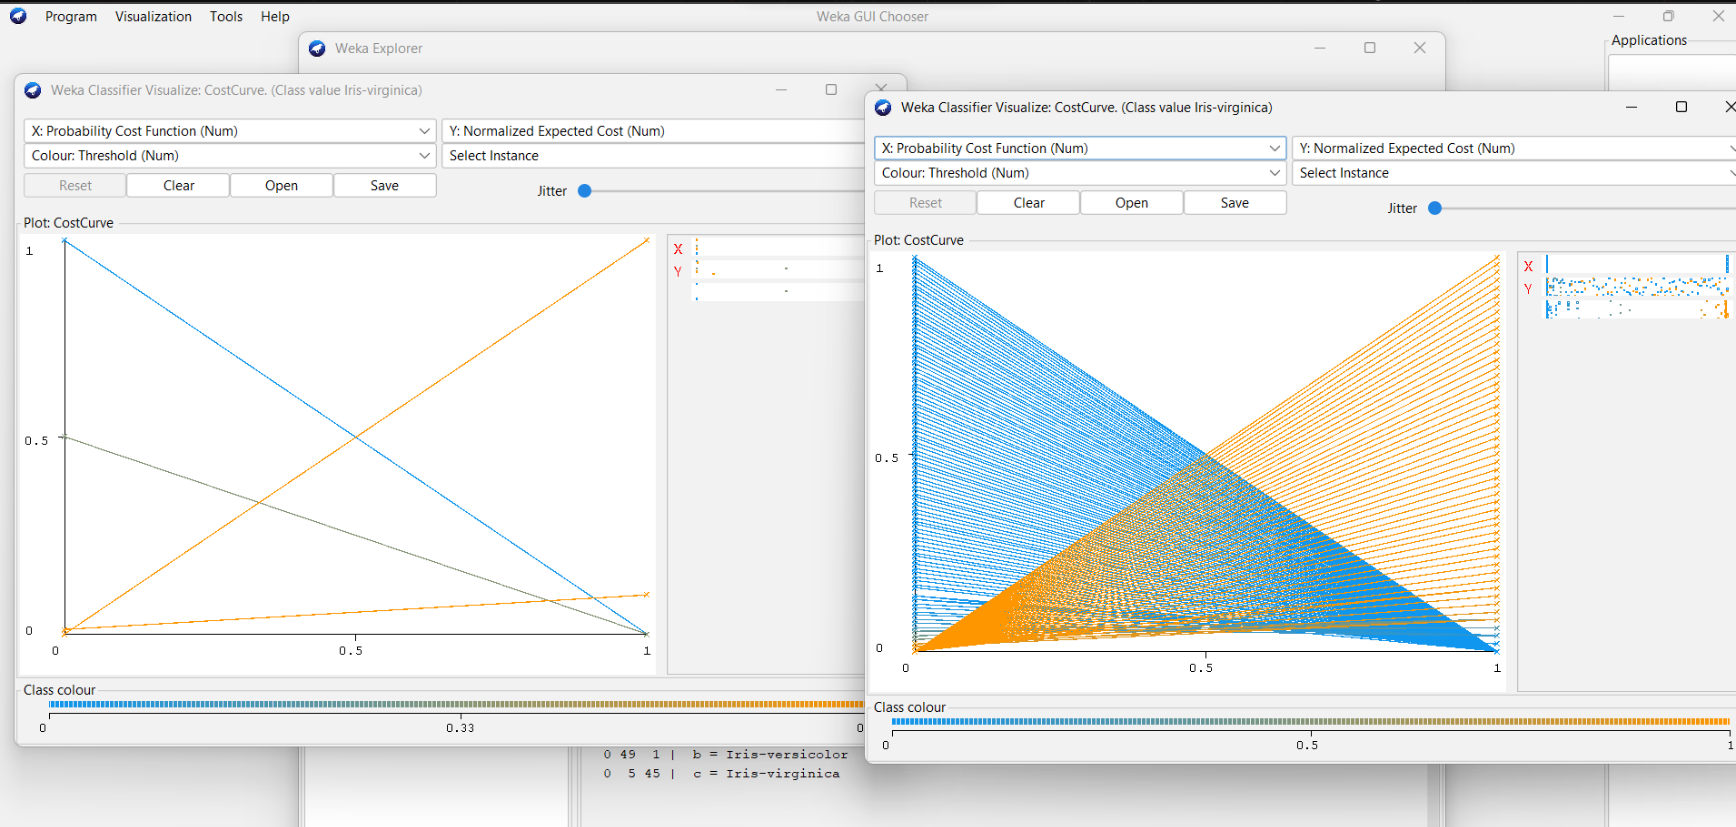 Program Visualization Tools Help
Weka GUI Chooser
Applications
Weka Explorer
Weka Classifier Visualize: CostCurve. (Class value Iris-virginica)
X: Probability Cost Function (Num)
Y: Normalized Expected Cost (Num)
Colour: Threshold (Num)
Select Instance
Reset
Clear
Open
Save
Jitter
Plot: CostCurve
1
0.5
0
0
0.5
1
X
Y
Class colour
0
0.33
0
Weka Classifier Visualize: CostCurve. (Class value Iris-virginica)
X: Probability Cost Function (Num)
Y: Normalized Expected Cost (Num)
Colour: Threshold (Num)
Select Instance
Reset
Clear
Open
Save
Jitter
Plot: CostCurve
1
0.5
0
0
0.5
1
X
Y
Class colour
0
0.5
1
0 49 1 | b = Iris-versicolor
0 5 45 | c = Iris-virginica